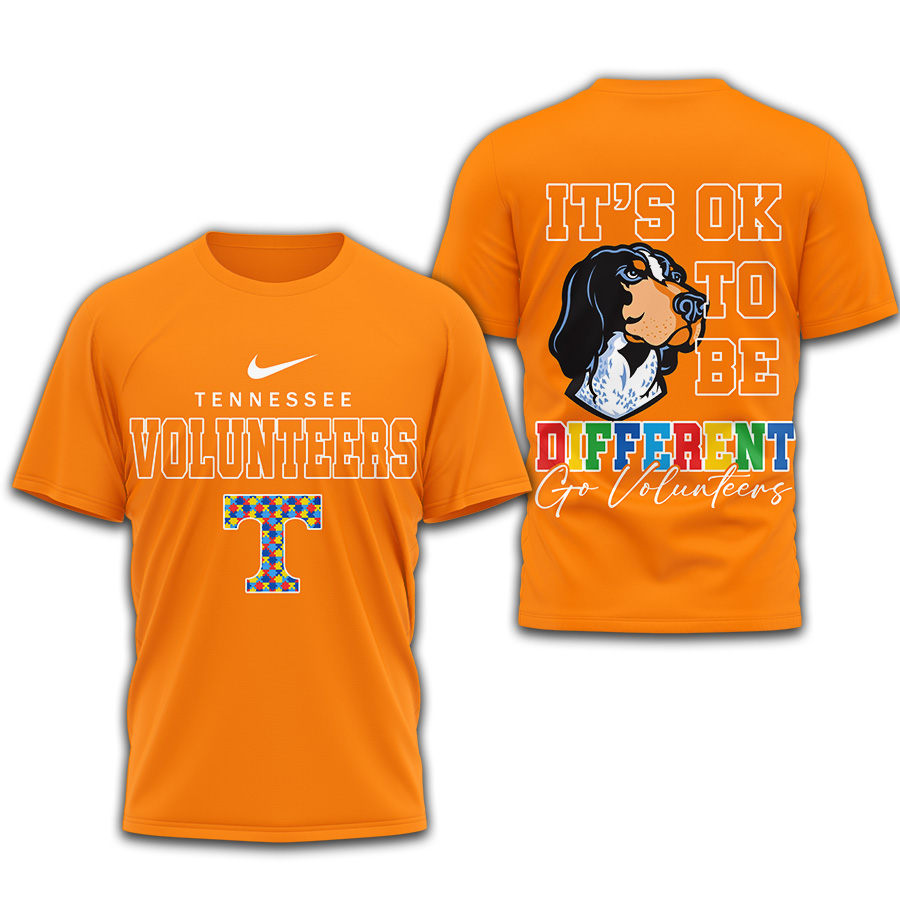 TENNESSEE
VOLUNTEERS
T
IT'S OK
TO
BE
DIFFERENT
Go Volunteers